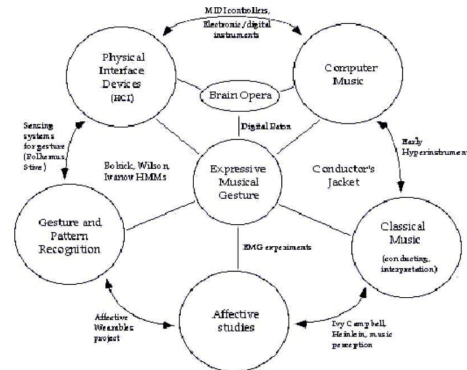 MIDI controllers,
Electronic/digital
instruments
Physical
Interface
Devices
(HCI)
Computer
Music
Brain Opera
Digital Baton
Sensing
systems
for gesture
(Polhemus,
Stive)
Bobick, Wilson,
Ivanov HMMs
Expressive
Musical
Gesture
Conductor's
Jacket
Early
Hyperinstrument
Gesture and
Pattern
Recognition
Classical
Music
(conducting,
interpretation)
EMG experiments
Affective
Wearables
project
Affective
studies
Ivy Campbell,
Heinlein, music
perception